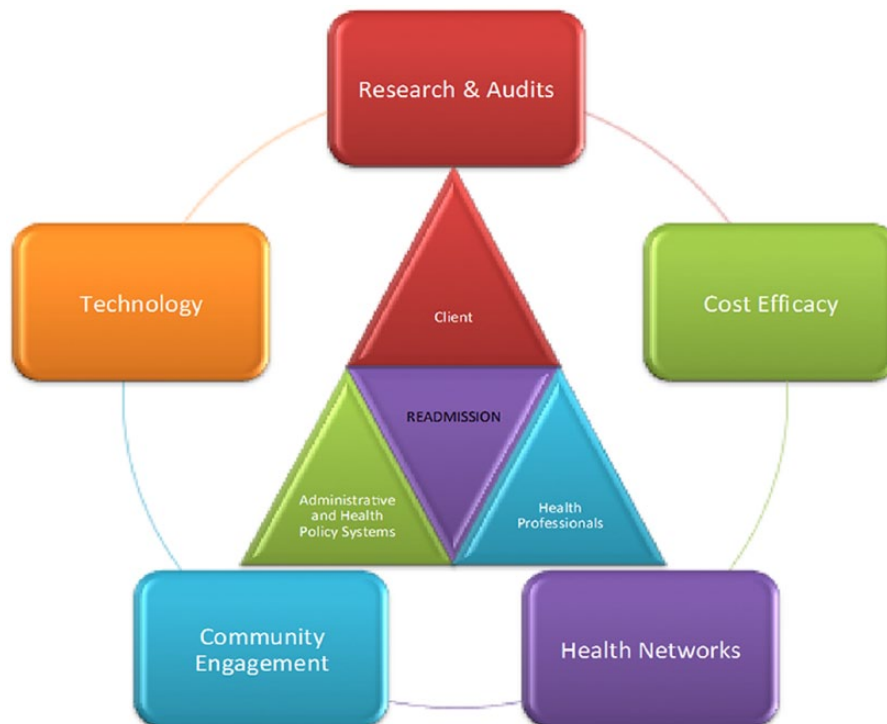 Research & Audits
Technology
Cost Efficacy
Client
READMISSION
Administrative
and Health
Policy Systems
Health
Professionals
Community
Engagement
Health Networks